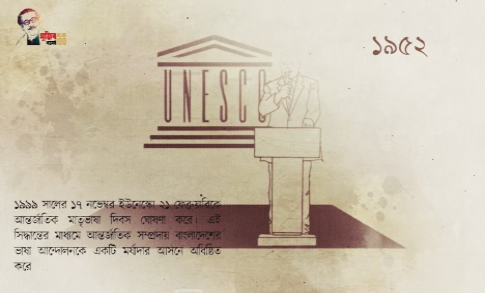 ১৯৫২
UNESCO
১৯৯৯ সালের ১৭ নভেম্বর ইউনেস্কো ২১ ফেব্রুয়ারিকে
আন্তর্জাতিক মাতৃভাষা দিবস ঘোষণা করে। এই
সিদ্ধান্তের মাধ্যমে আন্তর্জাতিক সম্প্রদায় বাংলাদেশের
ভাষা আন্দোলনকে একটি মর্যাদার আসনে অধিষ্ঠিত
করে